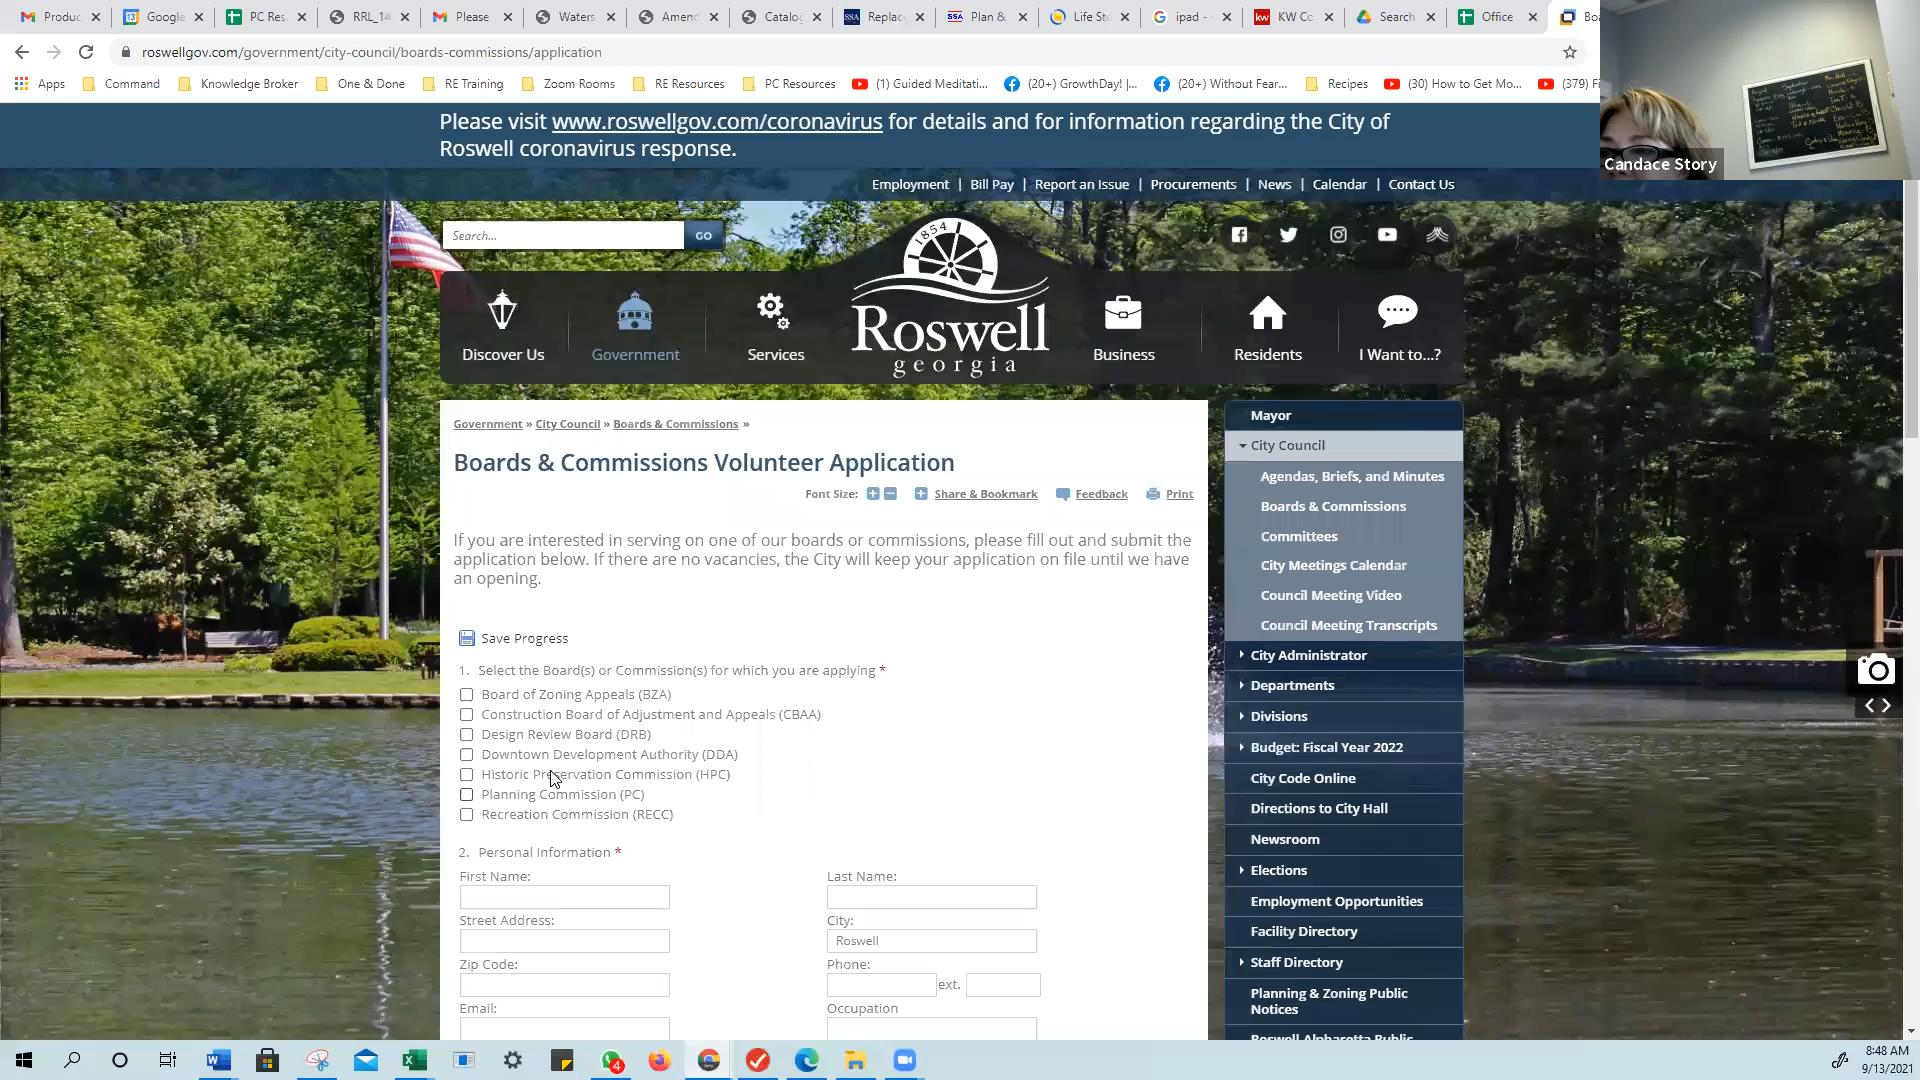 Produc
Google
PC Res
RRL_14
Please
Waters
Amend
Catalog
Replac
Plan &
Life Ste
ipad -
KW Co
Search
Office
Boa
roswellgov.com/government/city-council/boards-commissions/application
Apps
Command
Knowledge Broker
One & Done
RE Training
Zoom Rooms
RE Resources
PC Resources
(1) Guided Meditati...
(20+) GrowthDay! |...
(20+) Without Fear...
Recipes
(30) How to Get Mo...
(379) Fi
Candace Story
Please visit www.roswellgov.com/coronavirus for details and for information regarding the City of
Roswell coronavirus response.
Employment | Bill Pay | Report an Issue | Procurements | News | Calendar | Contact Us
Search...
GO
1854
Roswell
georgia
Discover Us
Government
Services
Business
Residents
I Want to...?
Government » City Council » Boards & Commissions »
Boards & Commissions Volunteer Application
Font Size:
Share & Bookmark
Feedback
Print
If you are interested in serving on one of our boards or commissions, please fill out and submit the
application below. If there are no vacancies, the City will keep your application on file until we have
an opening.
Save Progress
1. Select the Board(s) or Commission(s) for which you are applying *
Board of Zoning Appeals (BZA)
Construction Board of Adjustment and Appeals (CBAA)
Design Review Board (DRB)
Downtown Development Authority (DDA)
Historic Preservation Commission (HPC)
Planning Commission (PC)
Recreation Commission (RECC)
2. Personal Information *
First Name:
Last Name:
Street Address:
City:
Roswell
Zip Code:
Phone:
ext.
Email:
Occupation
Mayor
City Council
Agendas, Briefs, and Minutes
Boards & Commissions
Committees
City Meetings Calendar
Council Meeting Video
Council Meeting Transcripts
City Administrator
Departments
Divisions
Budget: Fiscal Year 2022
City Code Online
Directions to City Hall
Newsroom
Elections
Employment Opportunities
Facility Directory
Staff Directory
Planning & Zoning Public
Notices
Roswell Alpharetta Public
4
8:48 AM
9/13/2021